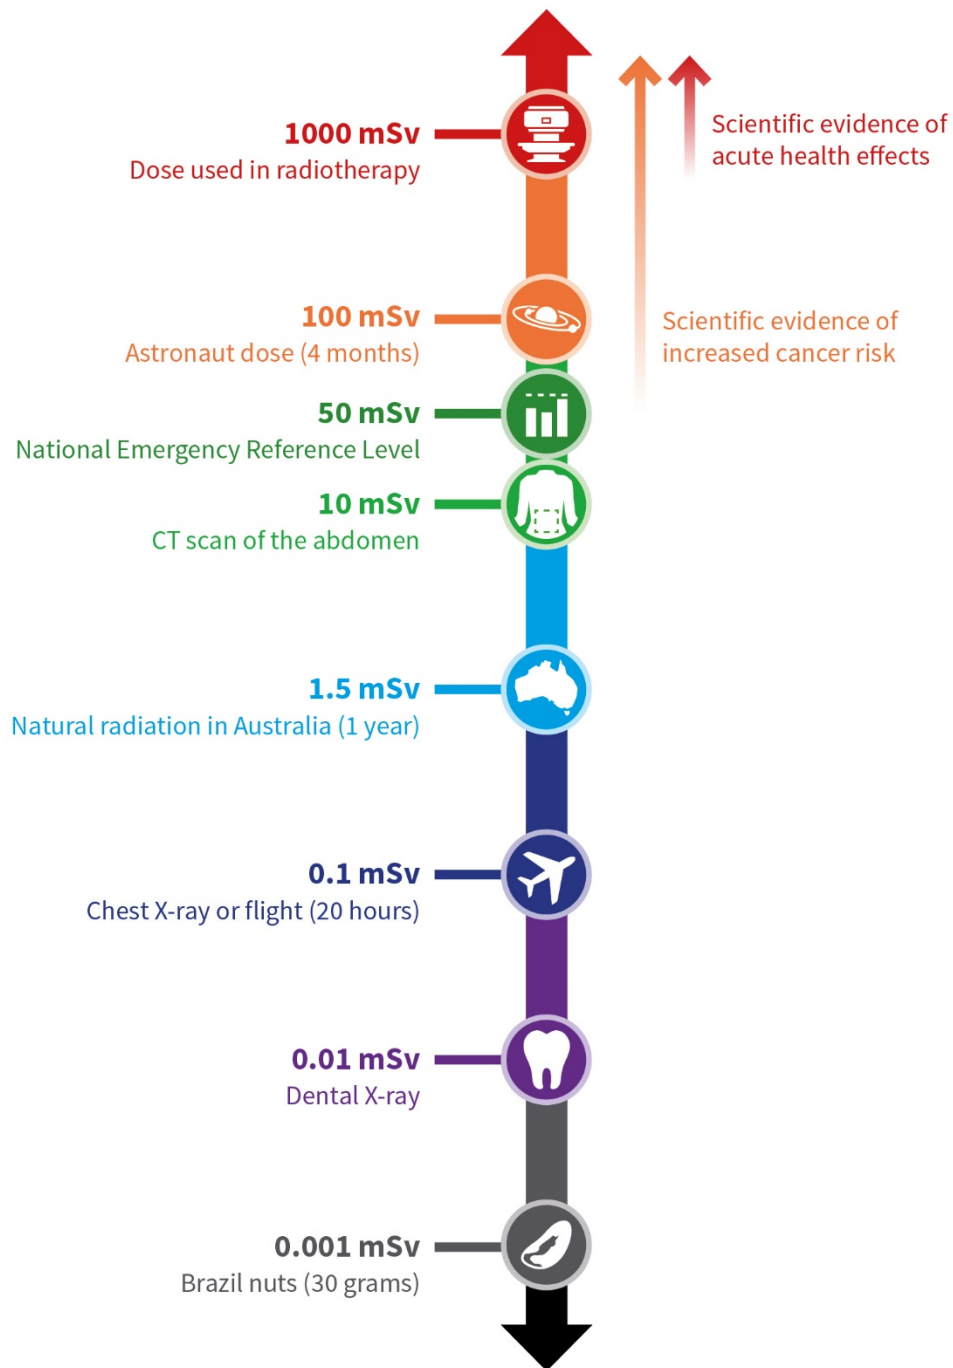 1000 mSv
Dose used in radiotherapy
Scientific evidence of
acute health effects
100 mSv
Astronaut dose (4 months)
Scientific evidence of
increased cancer risk
50 mSv
National Emergency Reference Level
10 mSv
CT scan of the abdomen
1.5 mSv
Natural radiation in Australia (1 year)
0.1 mSv
Chest X-ray or flight (20 hours)
0.01 mSv
Dental X-ray
0.001 mSv
Brazil nuts (30 grams)